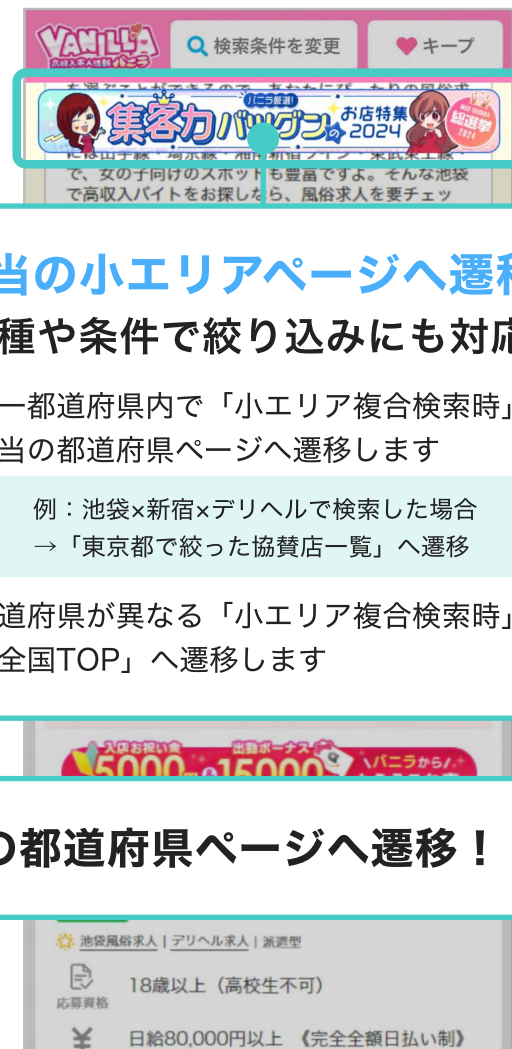 VANILLA
高収入求人情報 バニラ
検索条件を変更
キープ
バニラ厳選!
集客力バツグンの
お店特集
2024
MISS VANILLA
総選挙
2024
で、女の子向けのスポットも豊富ですよ。そんな池袋
で高収入バイトをお探しなら、風俗求人を要チェッ
当の小エリアページへ遷移
種や条件で絞り込みにも対応
一都道府県内で「小エリア複合検索時」
当の都道府県ページへ遷移します
例：池袋×新宿×デリヘルで検索した場合
→「東京都で絞った協賛店一覧」へ遷移
道府県が異なる「小エリア複合検索時」
全国TOP」へ遷移します
入店お祝い金
出勤ボーナス
5000円&15000
\バニラから/
の都道府県ページへ遷移！
池袋風俗求人 | デリヘル求人 | 派遣型
応募資格
18歳以上（高校生不可）
¥
日給80,000円以上 《完全全額日払い制》